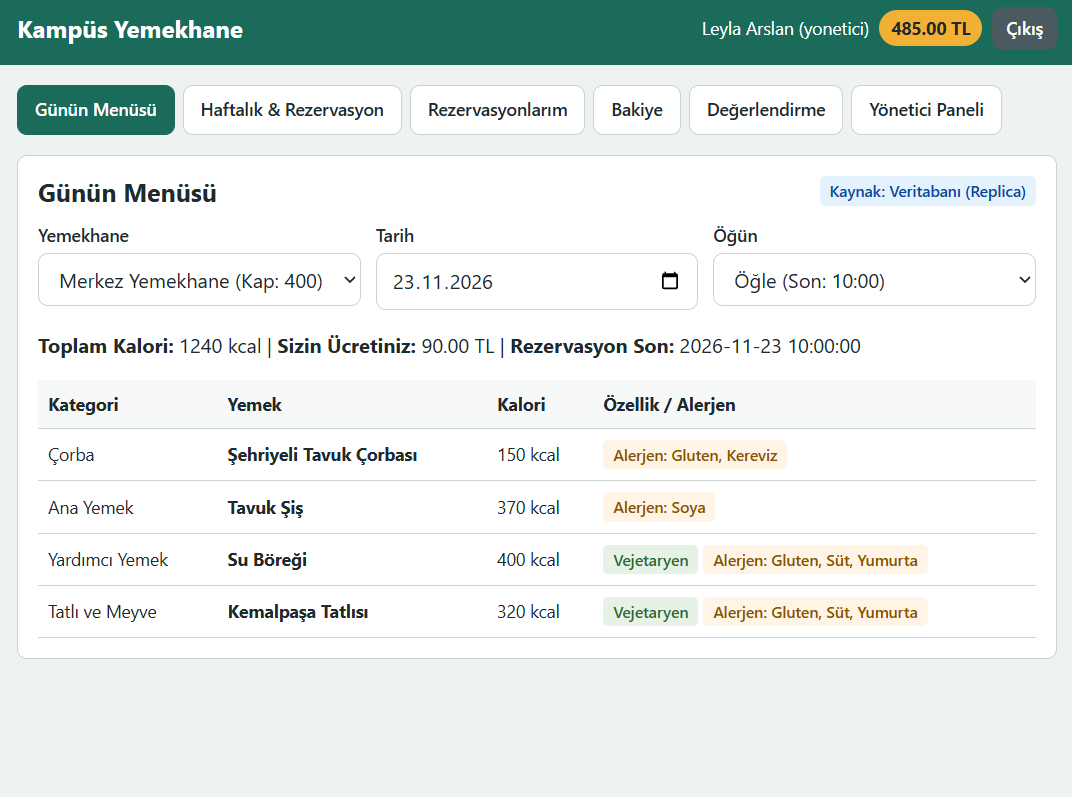 Kampüs Yemekhane
Leyla Arslan (yonetici) 485.00 TL Çıkış
Günün Menüsü Haftalık & Rezervasyon Rezervasyonlarım Bakiye Değerlendirme Yönetici Paneli
Günün Menüsü
Kaynak: Veritabanı (Replica)
Yemekhane Tarih Öğün
Merkez Yemekhane (Kap: 400) 23.11.2026 Öğle (Son: 10:00)
Toplam Kalori: 1240 kcal | Sizin Ücretiniz: 90.00 TL | Rezervasyon Son: 2026-11-23 10:00:00
Kategori Yemek Kalori Özellik / Alerjen
Çorba Şehriyeli Tavuk Çorbası 150 kcal Alerjen: Gluten, Kereviz
Ana Yemek Tavuk Şiş 370 kcal Alerjen: Soya
Yardımcı Yemek Su Böreği 400 kcal Vejetaryen Alerjen: Gluten, Süt, Yumurta
Tatlı ve Meyve Kemalpaşa Tatlısı 320 kcal Vejetaryen Alerjen: Gluten, Süt, Yumurta